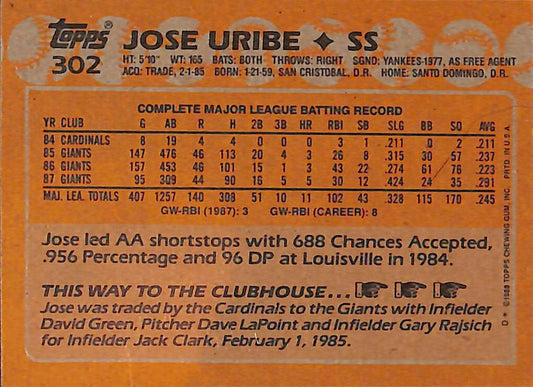 topps JOSE URIBE ✦ SS
302 HT: 5'10" WT: 165 BATS: BOTH THROWS: RIGHT SGND: YANKEES-1977, AS FREE AGENT
ACQ: TRADE, 2-1-85 BORN: 1-21-59, SAN CRISTOBAL, D.R. HOME: SANTO DOMINGO, D.R.
COMPLETE MAJOR LEAGUE BATTING RECORD
YR CLUB G AB R H 2B 3B HR RBI SB SLG BB SO AVG
84 CARDINALS 8 19 4 4 0 0 0 3 1 .211 0 2 .211
85 GIANTS 147 476 46 113 20 4 3 26 8 .315 30 57 .237
86 GIANTS 157 453 46 101 15 1 3 43 22 .274 61 76 .223
87 GIANTS 95 309 44 90 16 5 5 30 12 .424 24 35 .291
MAJ. LEA. TOTALS 407 1257 140 308 51 10 11 102 43 .328 115 170 .245
GW-RBI (1987): 3 GW-RBI (CAREER): 8
Jose led AA shortstops with 688 Chances Accepted,
.956 Percentage and 96 DP at Louisville in 1984.
THIS WAY TO THE CLUBHOUSE...
Jose was traded by the Cardinals to the Giants with Infielder
David Green, Pitcher Dave LaPoint and Infielder Gary Rajsich
for Infielder Jack Clark, February 1, 1985.
D* ©1988 TOPPS CHEWING GUM, INC. PRTD. IN U.S.A.